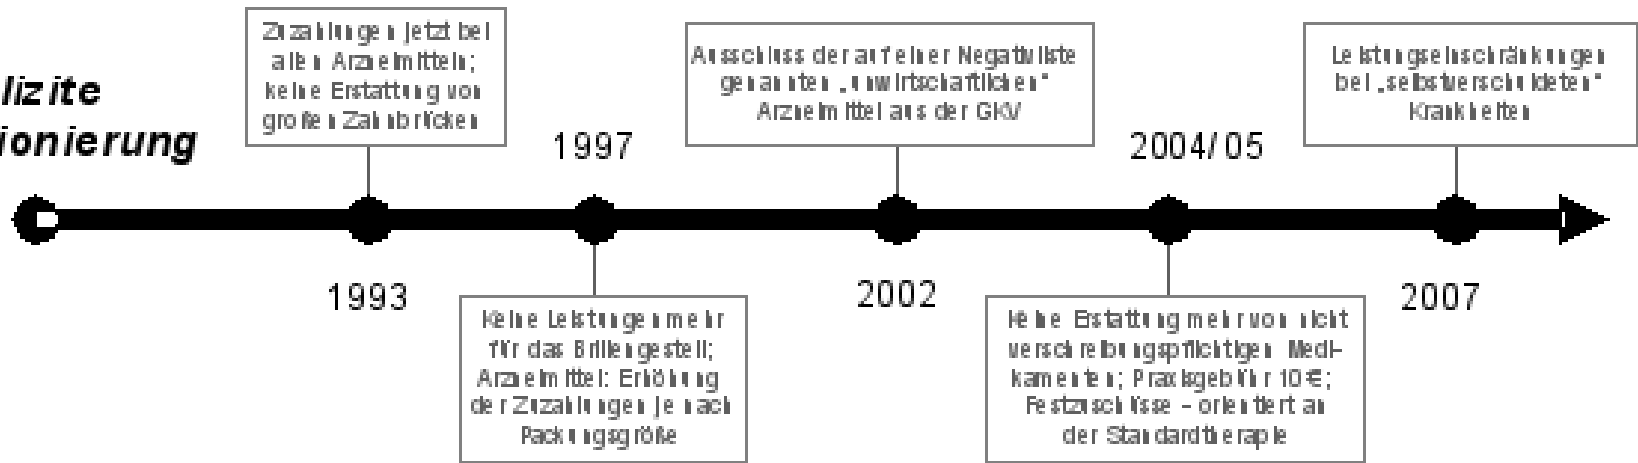 lizite
ionierung
Zuzahlungen jetzt bei
allen Arzneimitteln;
keine Erstattung von
großen Zahnbrücken
1993
1997
Keine Leistungen mehr
für das Brillengestell;
Arzneimittel: Erhöhung
der Zuzahlungen je nach
Packungsgröße
Ausschluss der auf einer Negativliste
genannten „unwirtschaftlichen“
Arzneimittel aus der GKV
2002
2004/05
Keine Erstattung mehr von nicht
verschreibungspflichtigen Medi-
kamenten; Praxisgebühr 10 €;
Festzuschüsse – orientiert an
der Standardtherapie
Leistungseinschränkungen
bei „selbstverschuldeten“
Krankheiten
2007